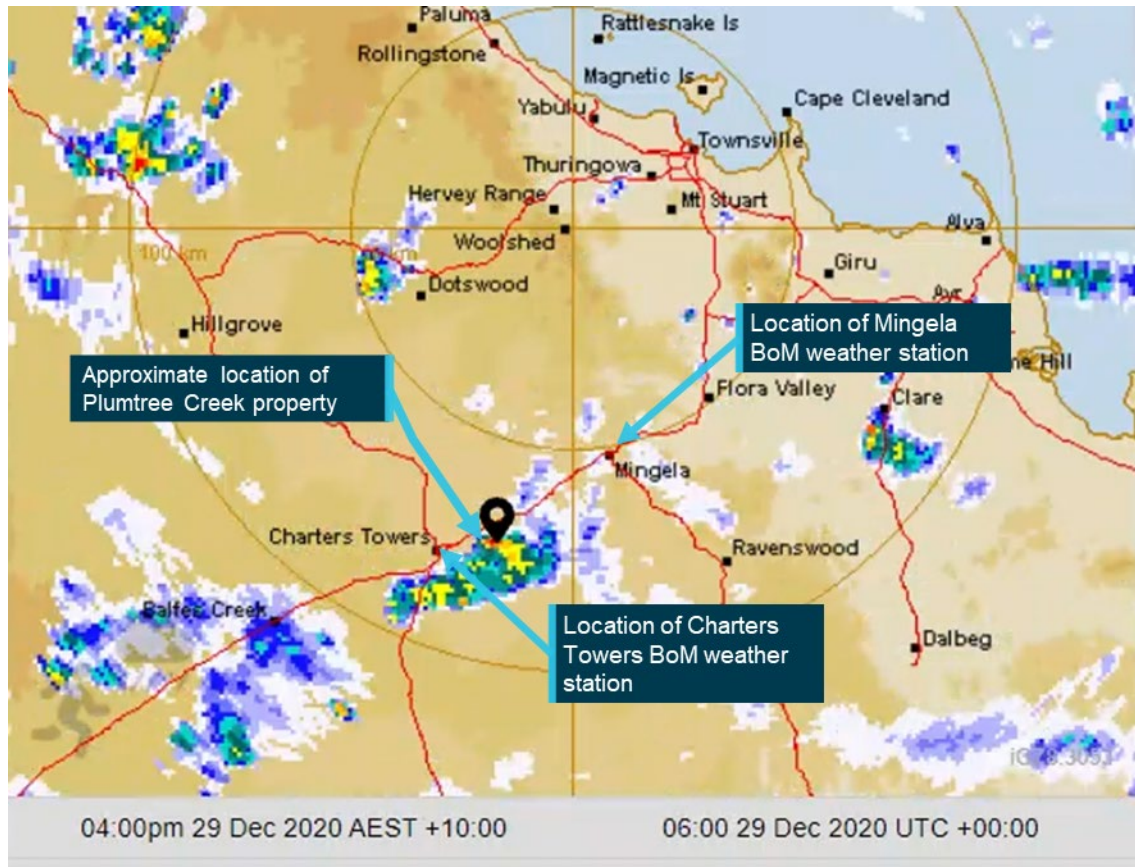 Paluma
Rattlesnake Is
Rollingstone
Magnetic Is
Yabulu
Cape Cleveland
Townsville
Thuringowa
Hervey Range
Mt Stuart
Woolshed
Alva
100 km
Giru
Dotswood
Ayr
Hillgrove
Location of Mingela
BoM weather station
Approximate location of
Plumtree Creek property
Hill
Flora Valley
Clare
Mingela
Charters Towers
Ravenswood
Balfes Creek
Location of Charters
Towers BoM weather
station
Dalbeg
04:00pm 29 Dec 2020 AEST +10:00
06:00 29 Dec 2020 UTC +00:00